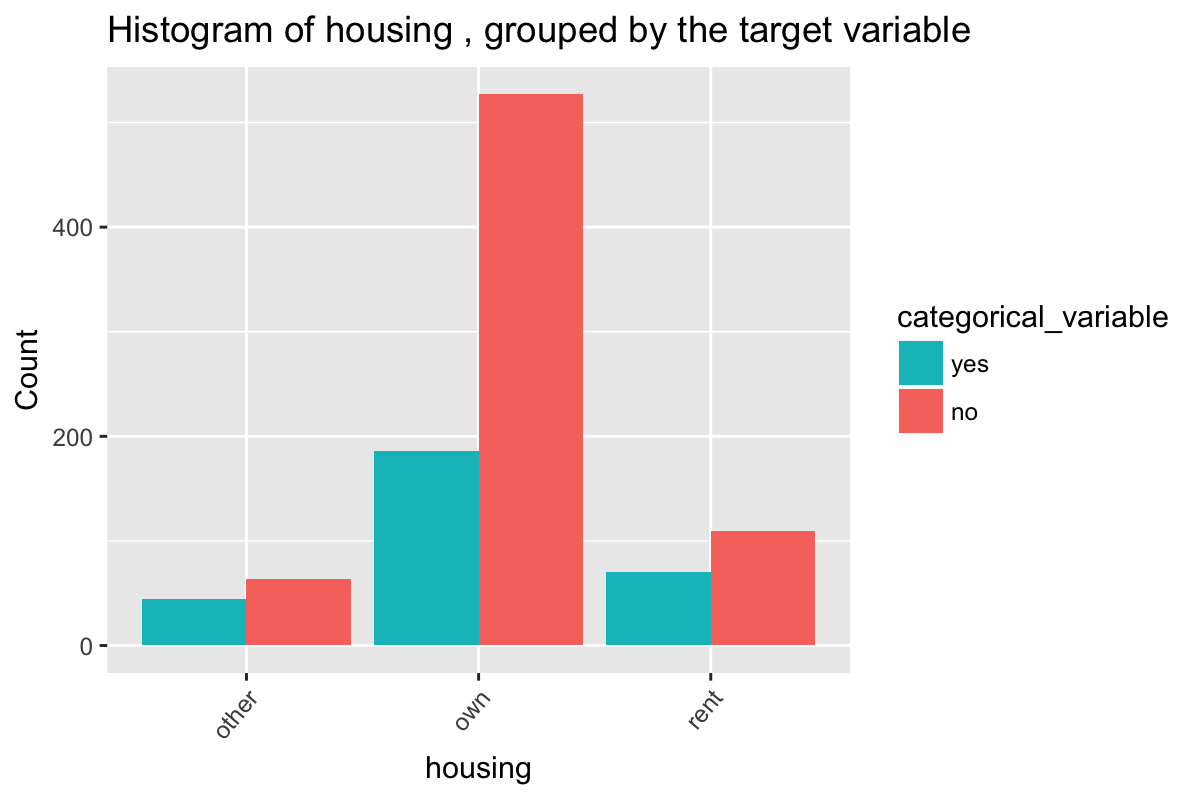 Histogram of housing , grouped by the target variable
Count
400
200
0
other
own
rent
housing
categorical_variable
yes
no